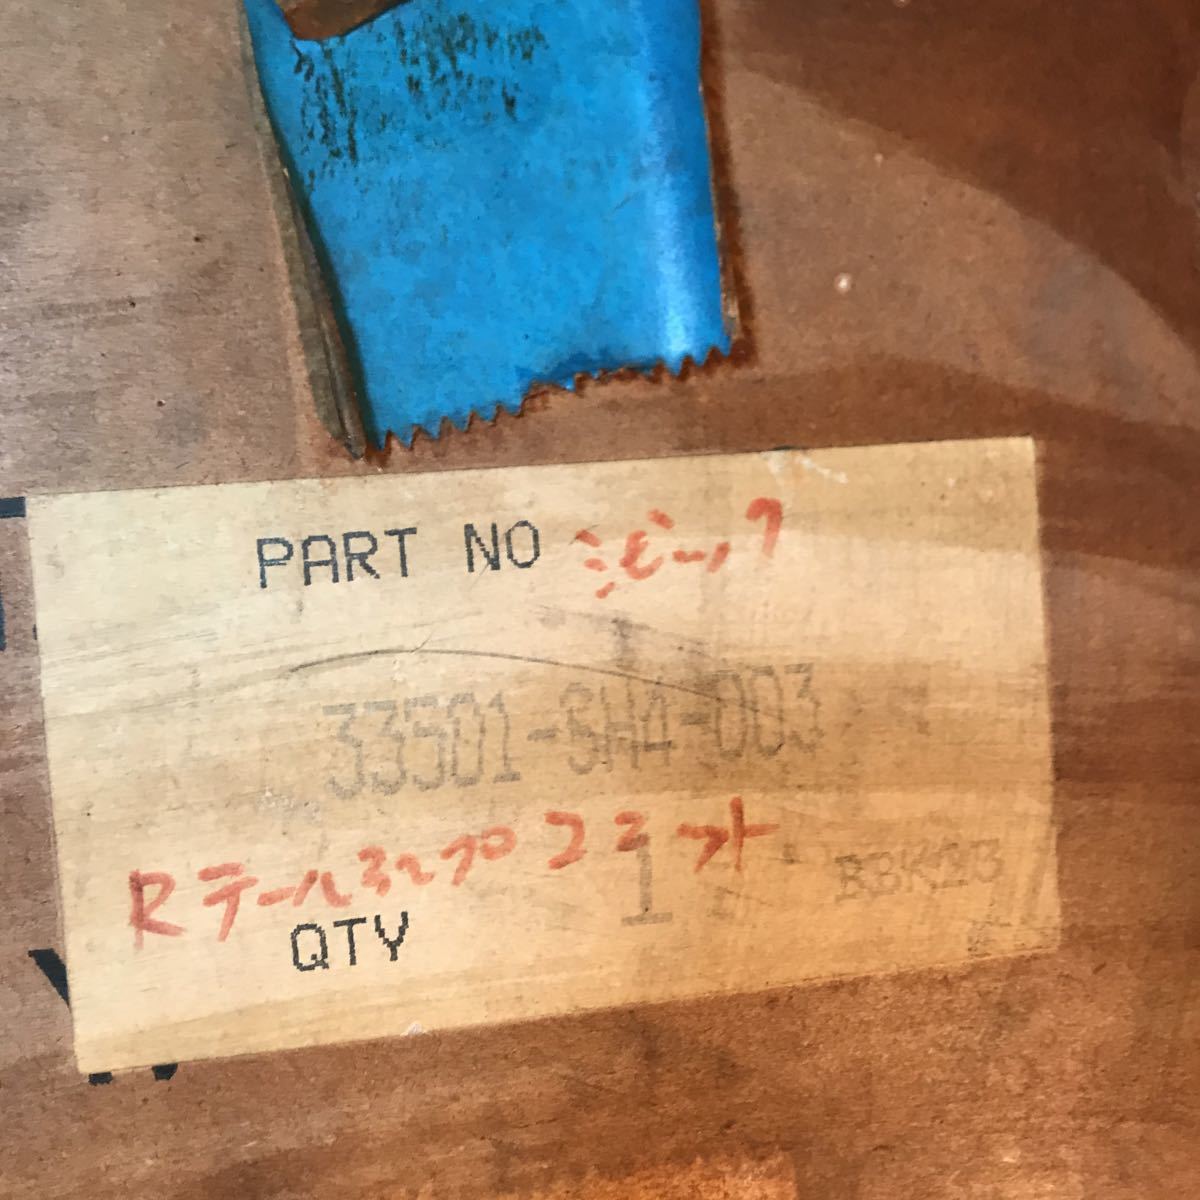 PART NO シビック
33501-SH4-003
Rテールランプユニット
1
QTY